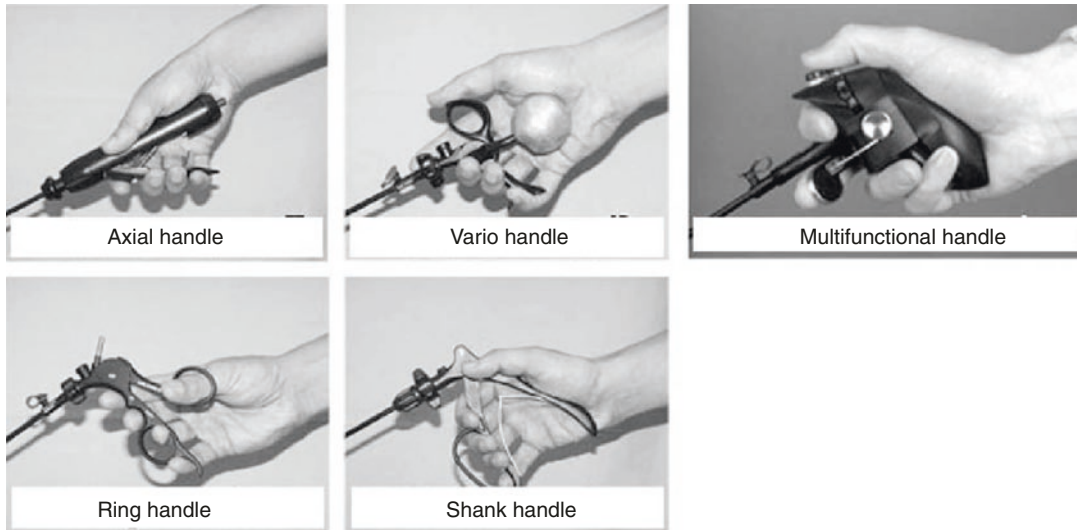 Axial handle
Vario handle
Multifunctional handle
Ring handle
Shank handle